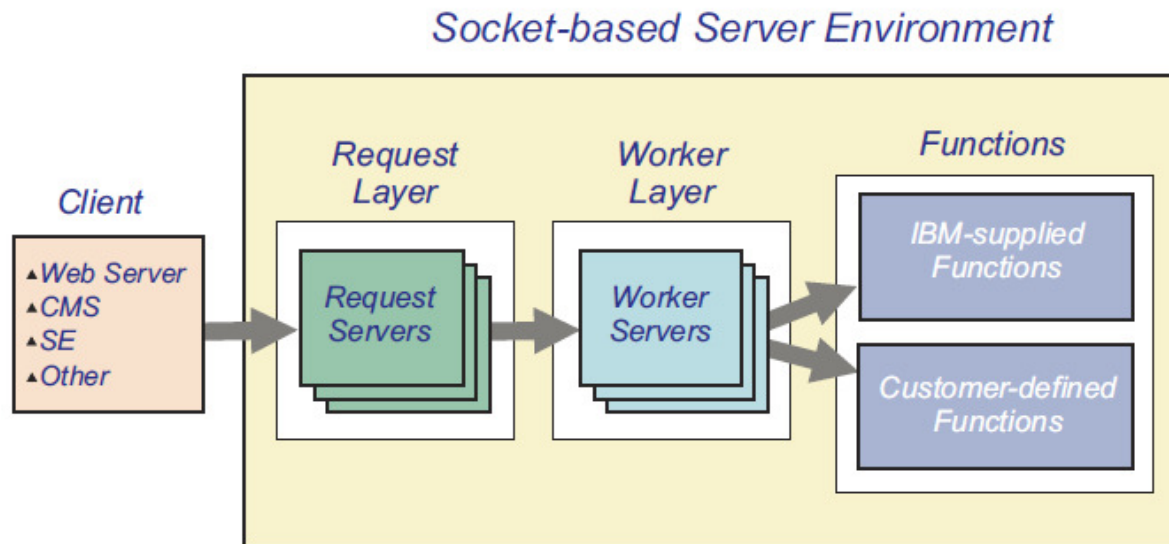 Socket-based Server Environment
Client
▲Web Server
▲CMS
▲SE
▲Other
Request
Layer
Request
Servers
Worker
Layer
Worker
Servers
Functions
IBM-supplied
Functions
Customer-defined
Functions